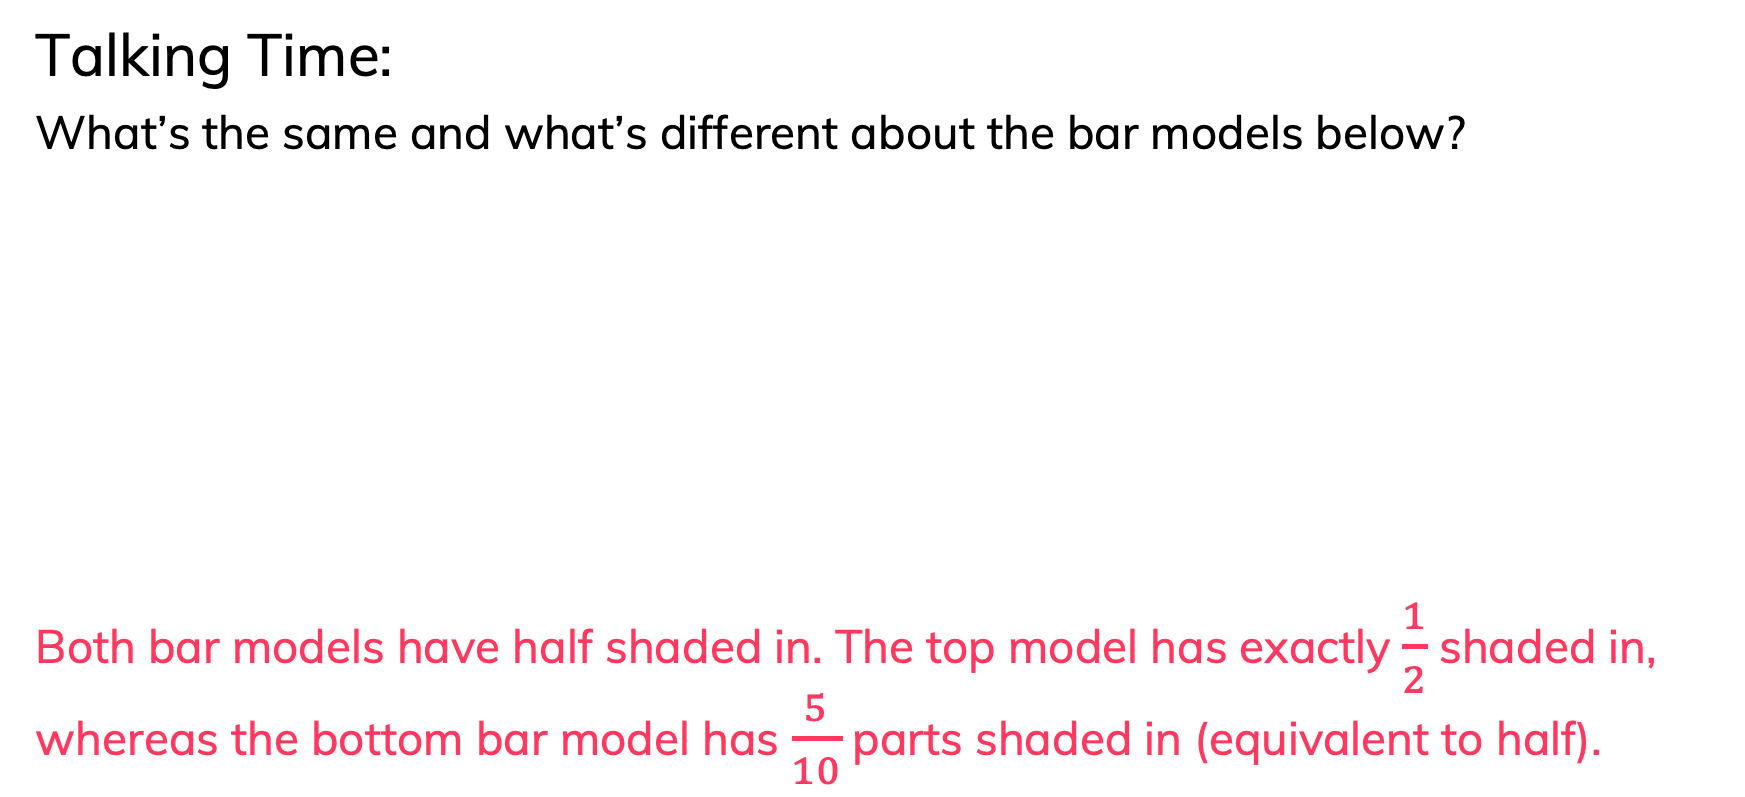 Talking Time:
What’s the same and what’s different about the bar models below?
Both bar models have half shaded in. The top model has exactly 1/2 shaded in,
whereas the bottom bar model has 5/10 parts shaded in (equivalent to half).